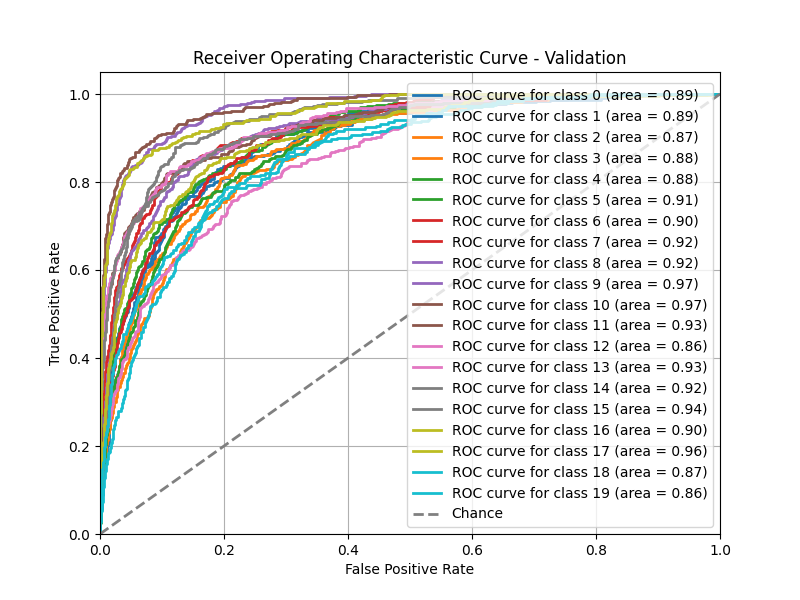 Receiver Operating Characteristic Curve - Validation
1.0
0.8
0.6
0.4
0.2
0.0
True Positive Rate
ROC curve for class 0 (area = 0.89)
ROC curve for class 1 (area = 0.89)
ROC curve for class 2 (area = 0.87)
ROC curve for class 3 (area = 0.88)
ROC curve for class 4 (area = 0.88)
ROC curve for class 5 (area = 0.91)
ROC curve for class 6 (area = 0.90)
ROC curve for class 7 (area = 0.92)
ROC curve for class 8 (area = 0.92)
ROC curve for class 9 (area = 0.97)
ROC curve for class 10 (area = 0.97)
ROC curve for class 11 (area = 0.93)
ROC curve for class 12 (area = 0.86)
ROC curve for class 13 (area = 0.93)
ROC curve for class 14 (area = 0.92)
ROC curve for class 15 (area = 0.94)
ROC curve for class 16 (area = 0.90)
ROC curve for class 17 (area = 0.96)
ROC curve for class 18 (area = 0.87)
ROC curve for class 19 (area = 0.86)
Chance
0.0 0.2 0.4 0.6 0.8 1.0
False Positive Rate